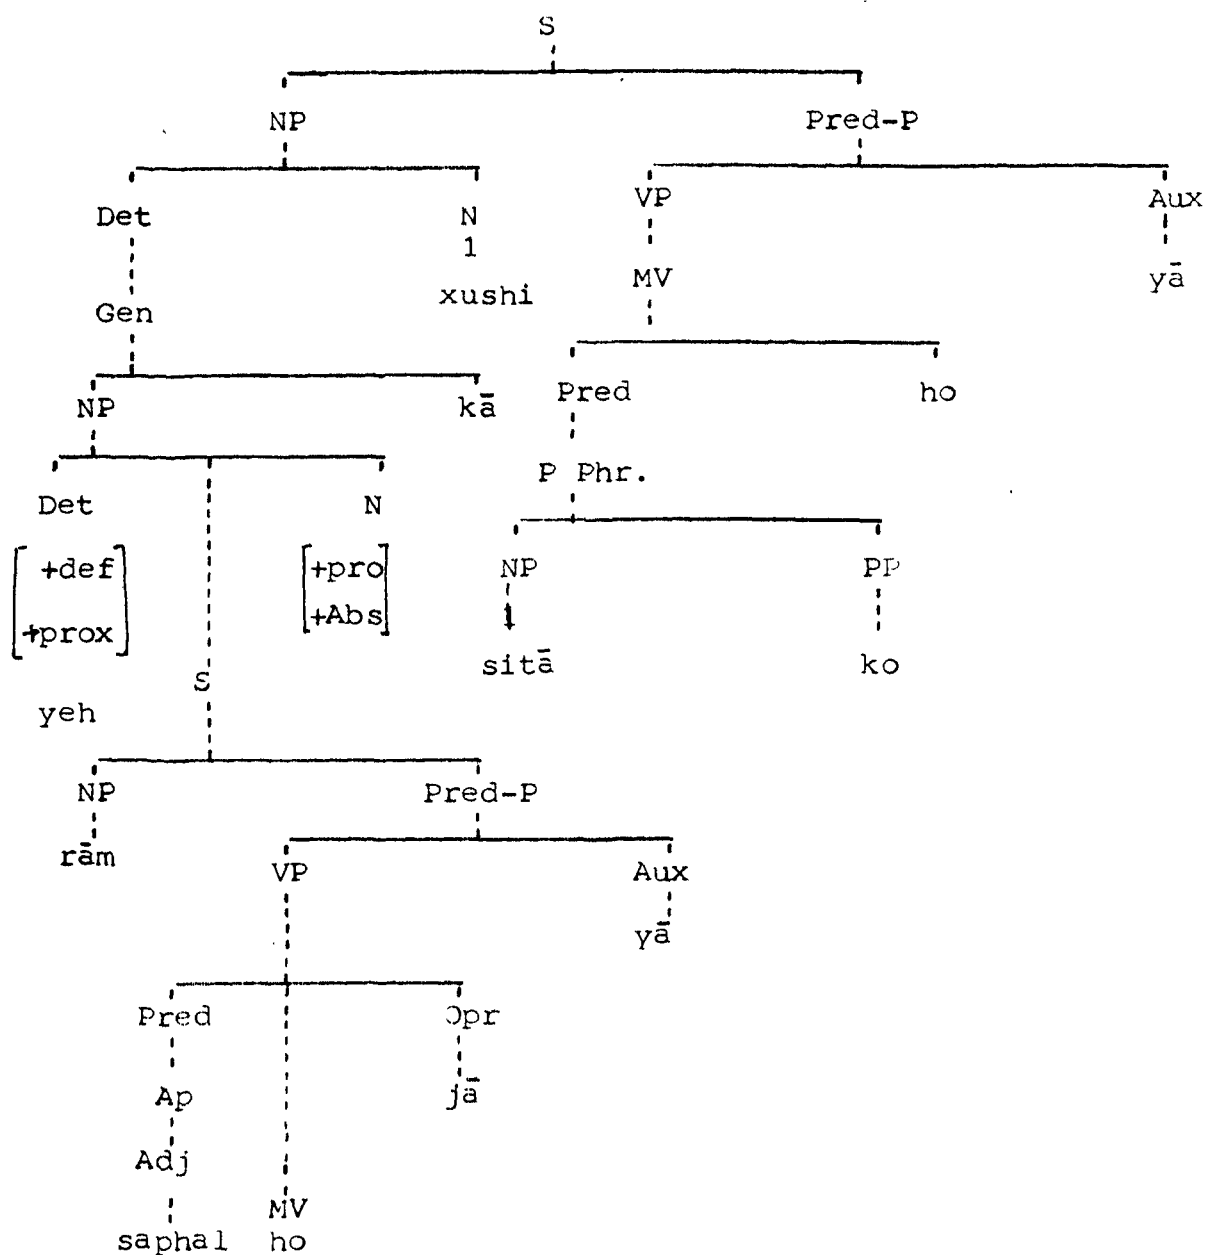 S
NP Pred-P
Det N VP Aux
1
Gen xushi MV yā
NP kā Pred ho
P Phr.
Det N
[+def +prox] [+pro +Abs] NP PP
sitā ko
S
yeh
NP Pred-P
rām VP Aux
yā
Pred Opr
Ap jā
Adj
MV
saphal ho